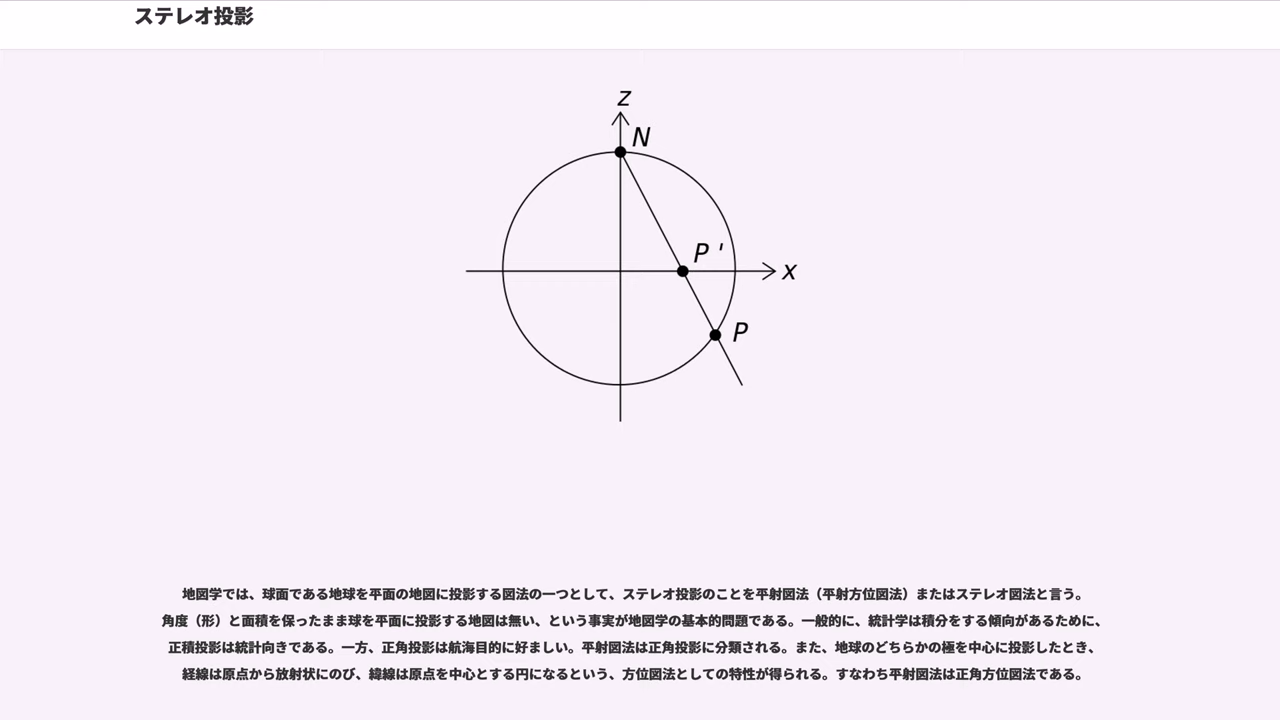 ステレオ投影
z
N
P '
x
P
地図学では、球面である地球を平面の地図に投影する図法の一つとして、ステレオ投影のことを平射図法（平射方位図法）またはステレオ図法と言う。
角度（形）と面積を保ったまま球を平面に投影する地図は無い、という事実が地図学の基本的問題である。一般的に、統計学は積分をする傾向があるために、
正積投影は統計向きである。一方、正角投影は航海目的に好ましい。平射図法は正角投影に分類される。また、地球のどちらかの極を中心に投影したとき、
経線は原点から放射状にのび、緯線は原点を中心とする円になるという、方位図法としての特性が得られる。すなわち平射図法は正角方位図法である。